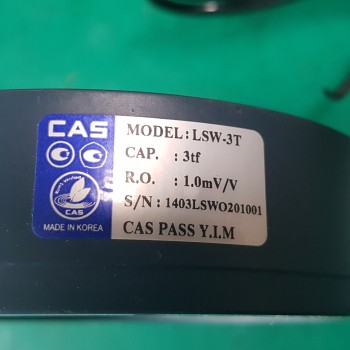 CAS
MODEL : LSW-3T
CAP. : 3tf
R.O. : 1.0mV/V
S/N : 1403LSWO201001
CAS
MADE IN KOREA
CAS PASS Y.I.M